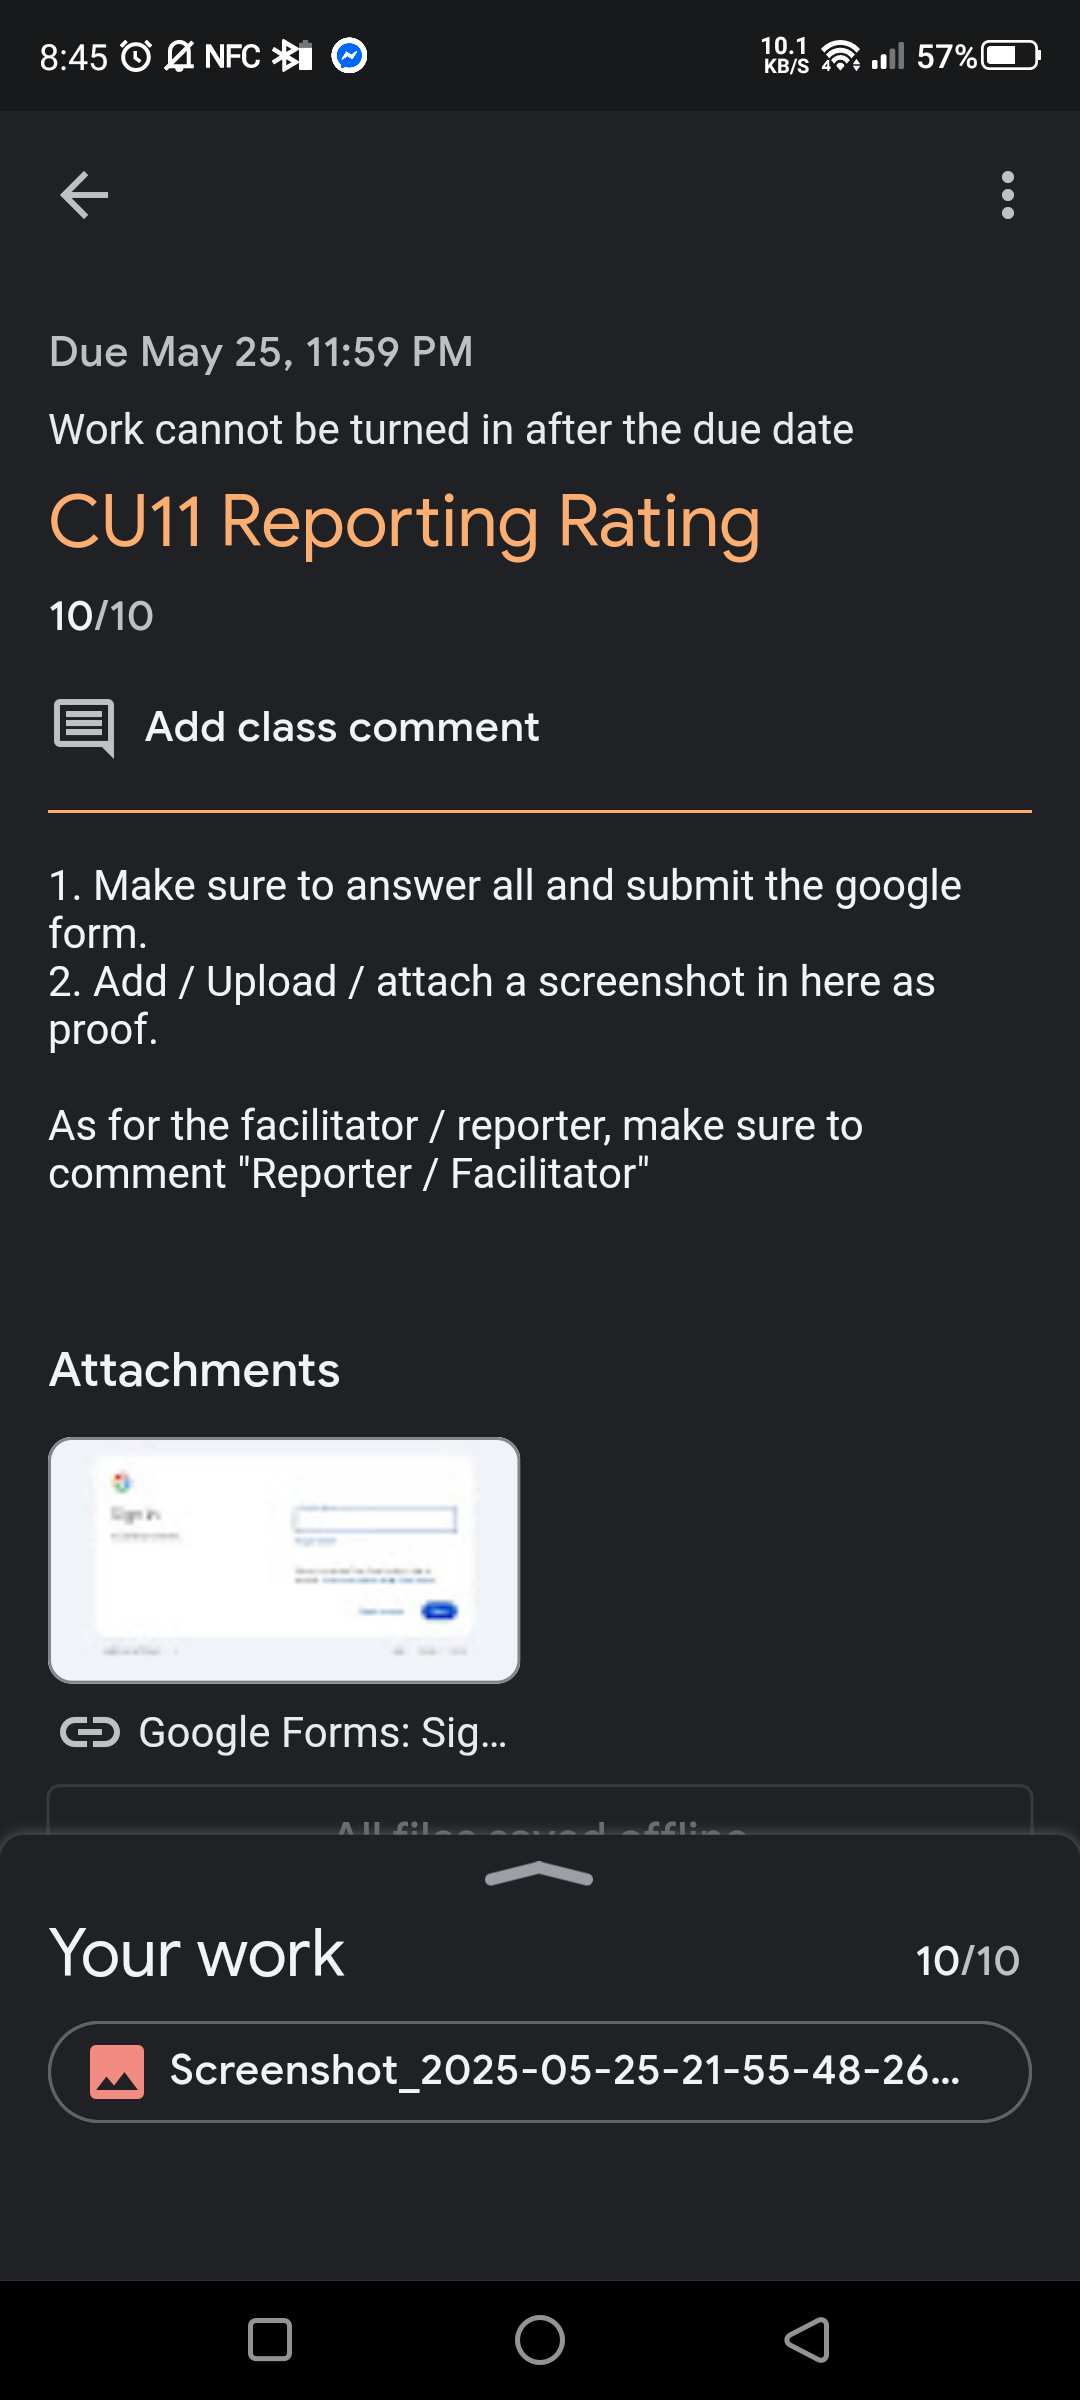 8:45 NFC 10.1 KB/S 4 57%
Due May 25, 11:59 PM
Work cannot be turned in after the due date
CU11 Reporting Rating
10/10
Add class comment
1. Make sure to answer all and submit the google
form.
2. Add / Upload / attach a screenshot in here as
proof.
As for the facilitator / reporter, make sure to
comment "Reporter / Facilitator"
Attachments
Sign in
Google Forms: Sig...
All files saved offline
Your work
10/10
Screenshot_2025-05-25-21-55-48-26...